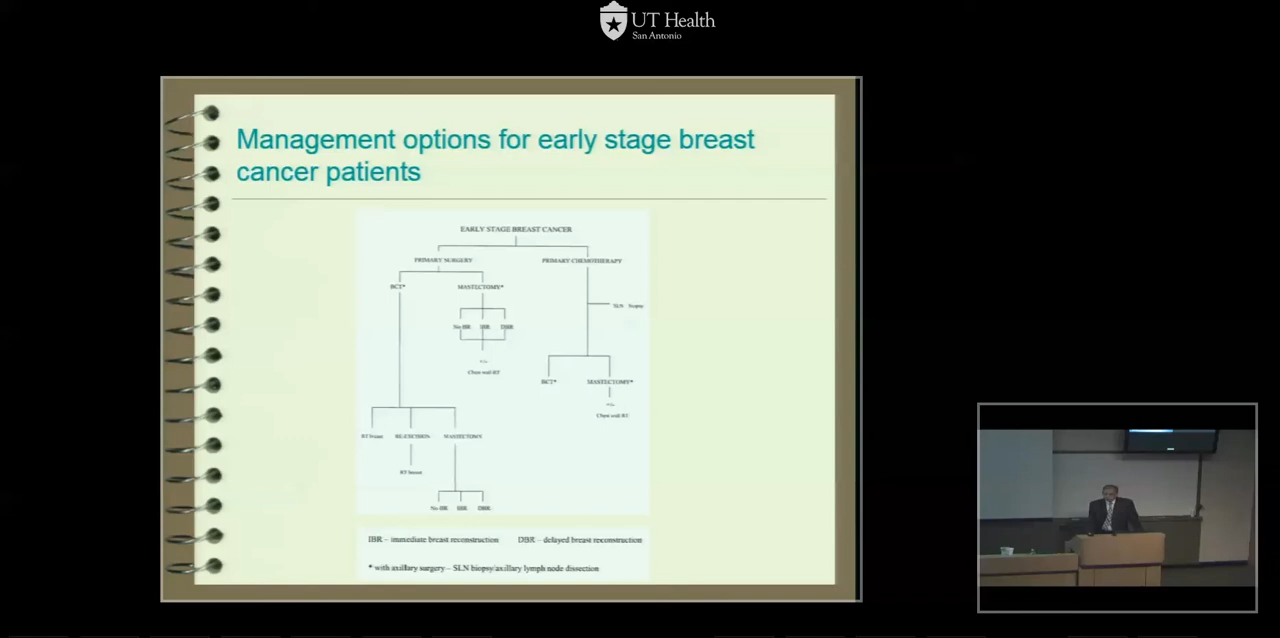 UT Health
San Antonio
Management options for early stage breast
cancer patients
EARLY STAGE BREAST CANCER
PRIMARY SURGERY
PRIMARY CHEMOTHERAPY
BCT*
MASTECTOMY*
SLN biopsy
No IBR
IBR
DBR
+/-
Chest wall RT
BCT*
MASTECTOMY*
+/-
Chest wall RT
RT breast
RE-EXCISION
MASTECTOMY
RT breast
No IBR
IBR
DBR
IBR – immediate breast reconstruction
DBR – delayed breast reconstruction
* with axillary surgery – SLN biopsy/axillary lymph node dissection